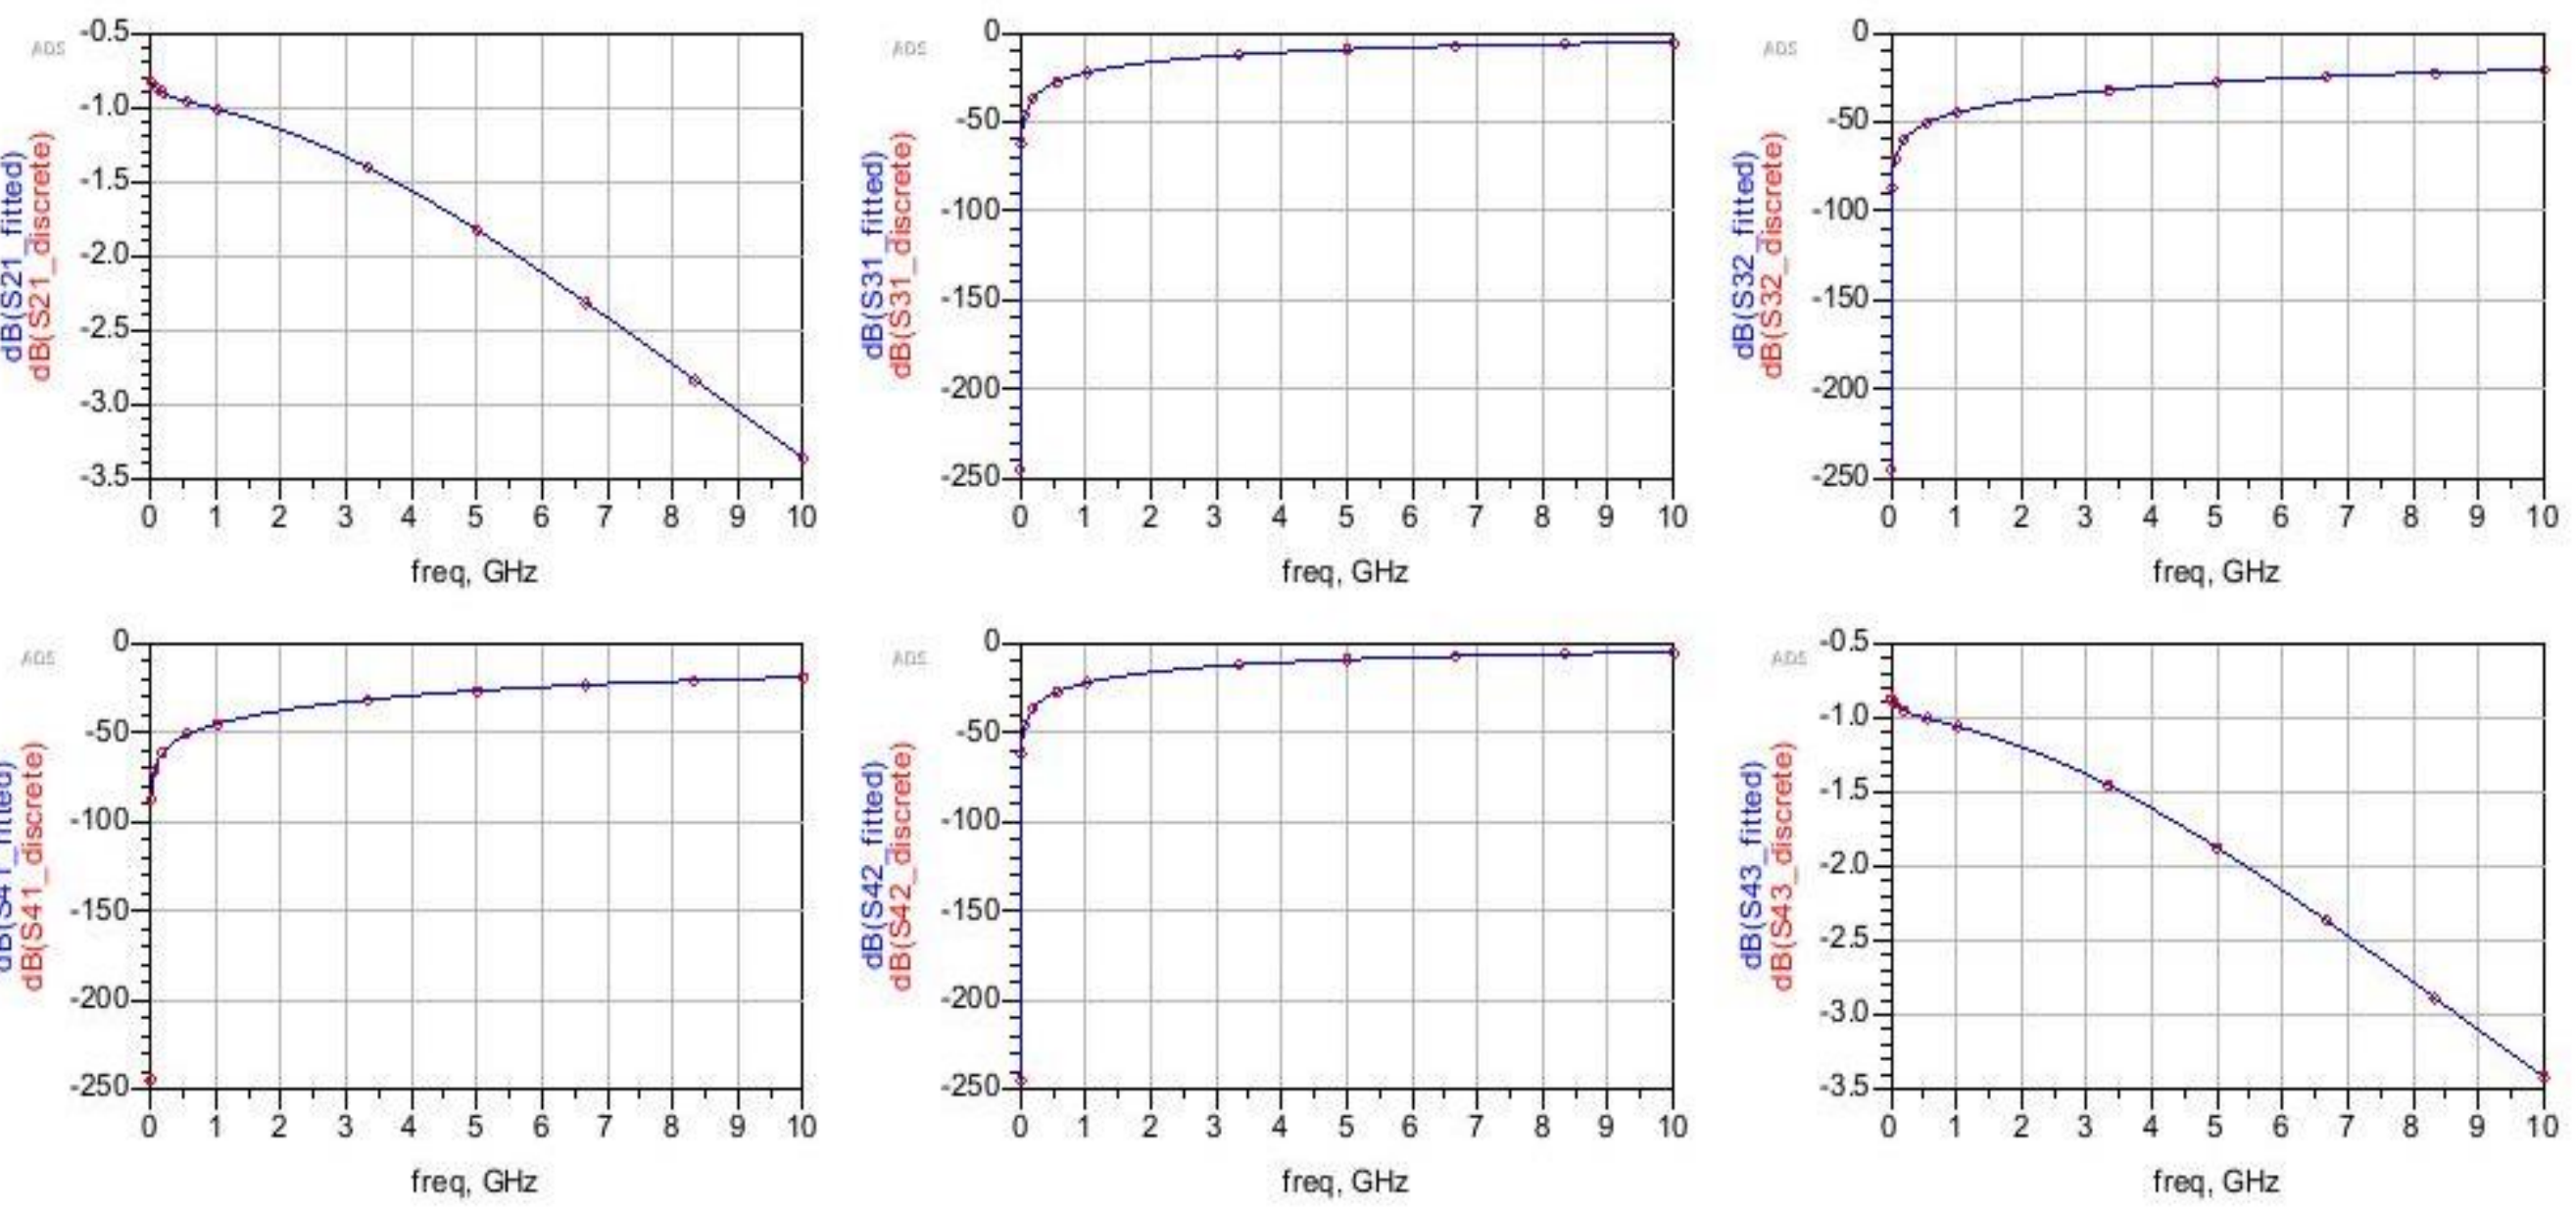 ADS
dB(S21_fitted)
dB(S21_discrete)
-0.5
-1.0
-1.5
-2.0
-2.5
-3.0
-3.5
0 1 2 3 4 5 6 7 8 9 10
freq, GHz
ADS
dB(S31_fitted)
dB(S31_discrete)
0
-50
-100
-150
-200
-250
0 1 2 3 4 5 6 7 8 9 10
freq, GHz
ADS
dB(S32_fitted)
dB(S32_discrete)
0
-50
-100
-150
-200
-250
0 1 2 3 4 5 6 7 8 9 10
freq, GHz
ADS
dB(S41_fitted)
dB(S41_discrete)
0
-50
-100
-150
-200
-250
0 1 2 3 4 5 6 7 8 9 10
freq, GHz
ADS
dB(S42_fitted)
dB(S42_discrete)
0
-50
-100
-150
-200
-250
0 1 2 3 4 5 6 7 8 9 10
freq, GHz
ADS
dB(S43_fitted)
dB(S43_discrete)
-0.5
-1.0
-1.5
-2.0
-2.5
-3.0
-3.5
0 1 2 3 4 5 6 7 8 9 10
freq, GHz